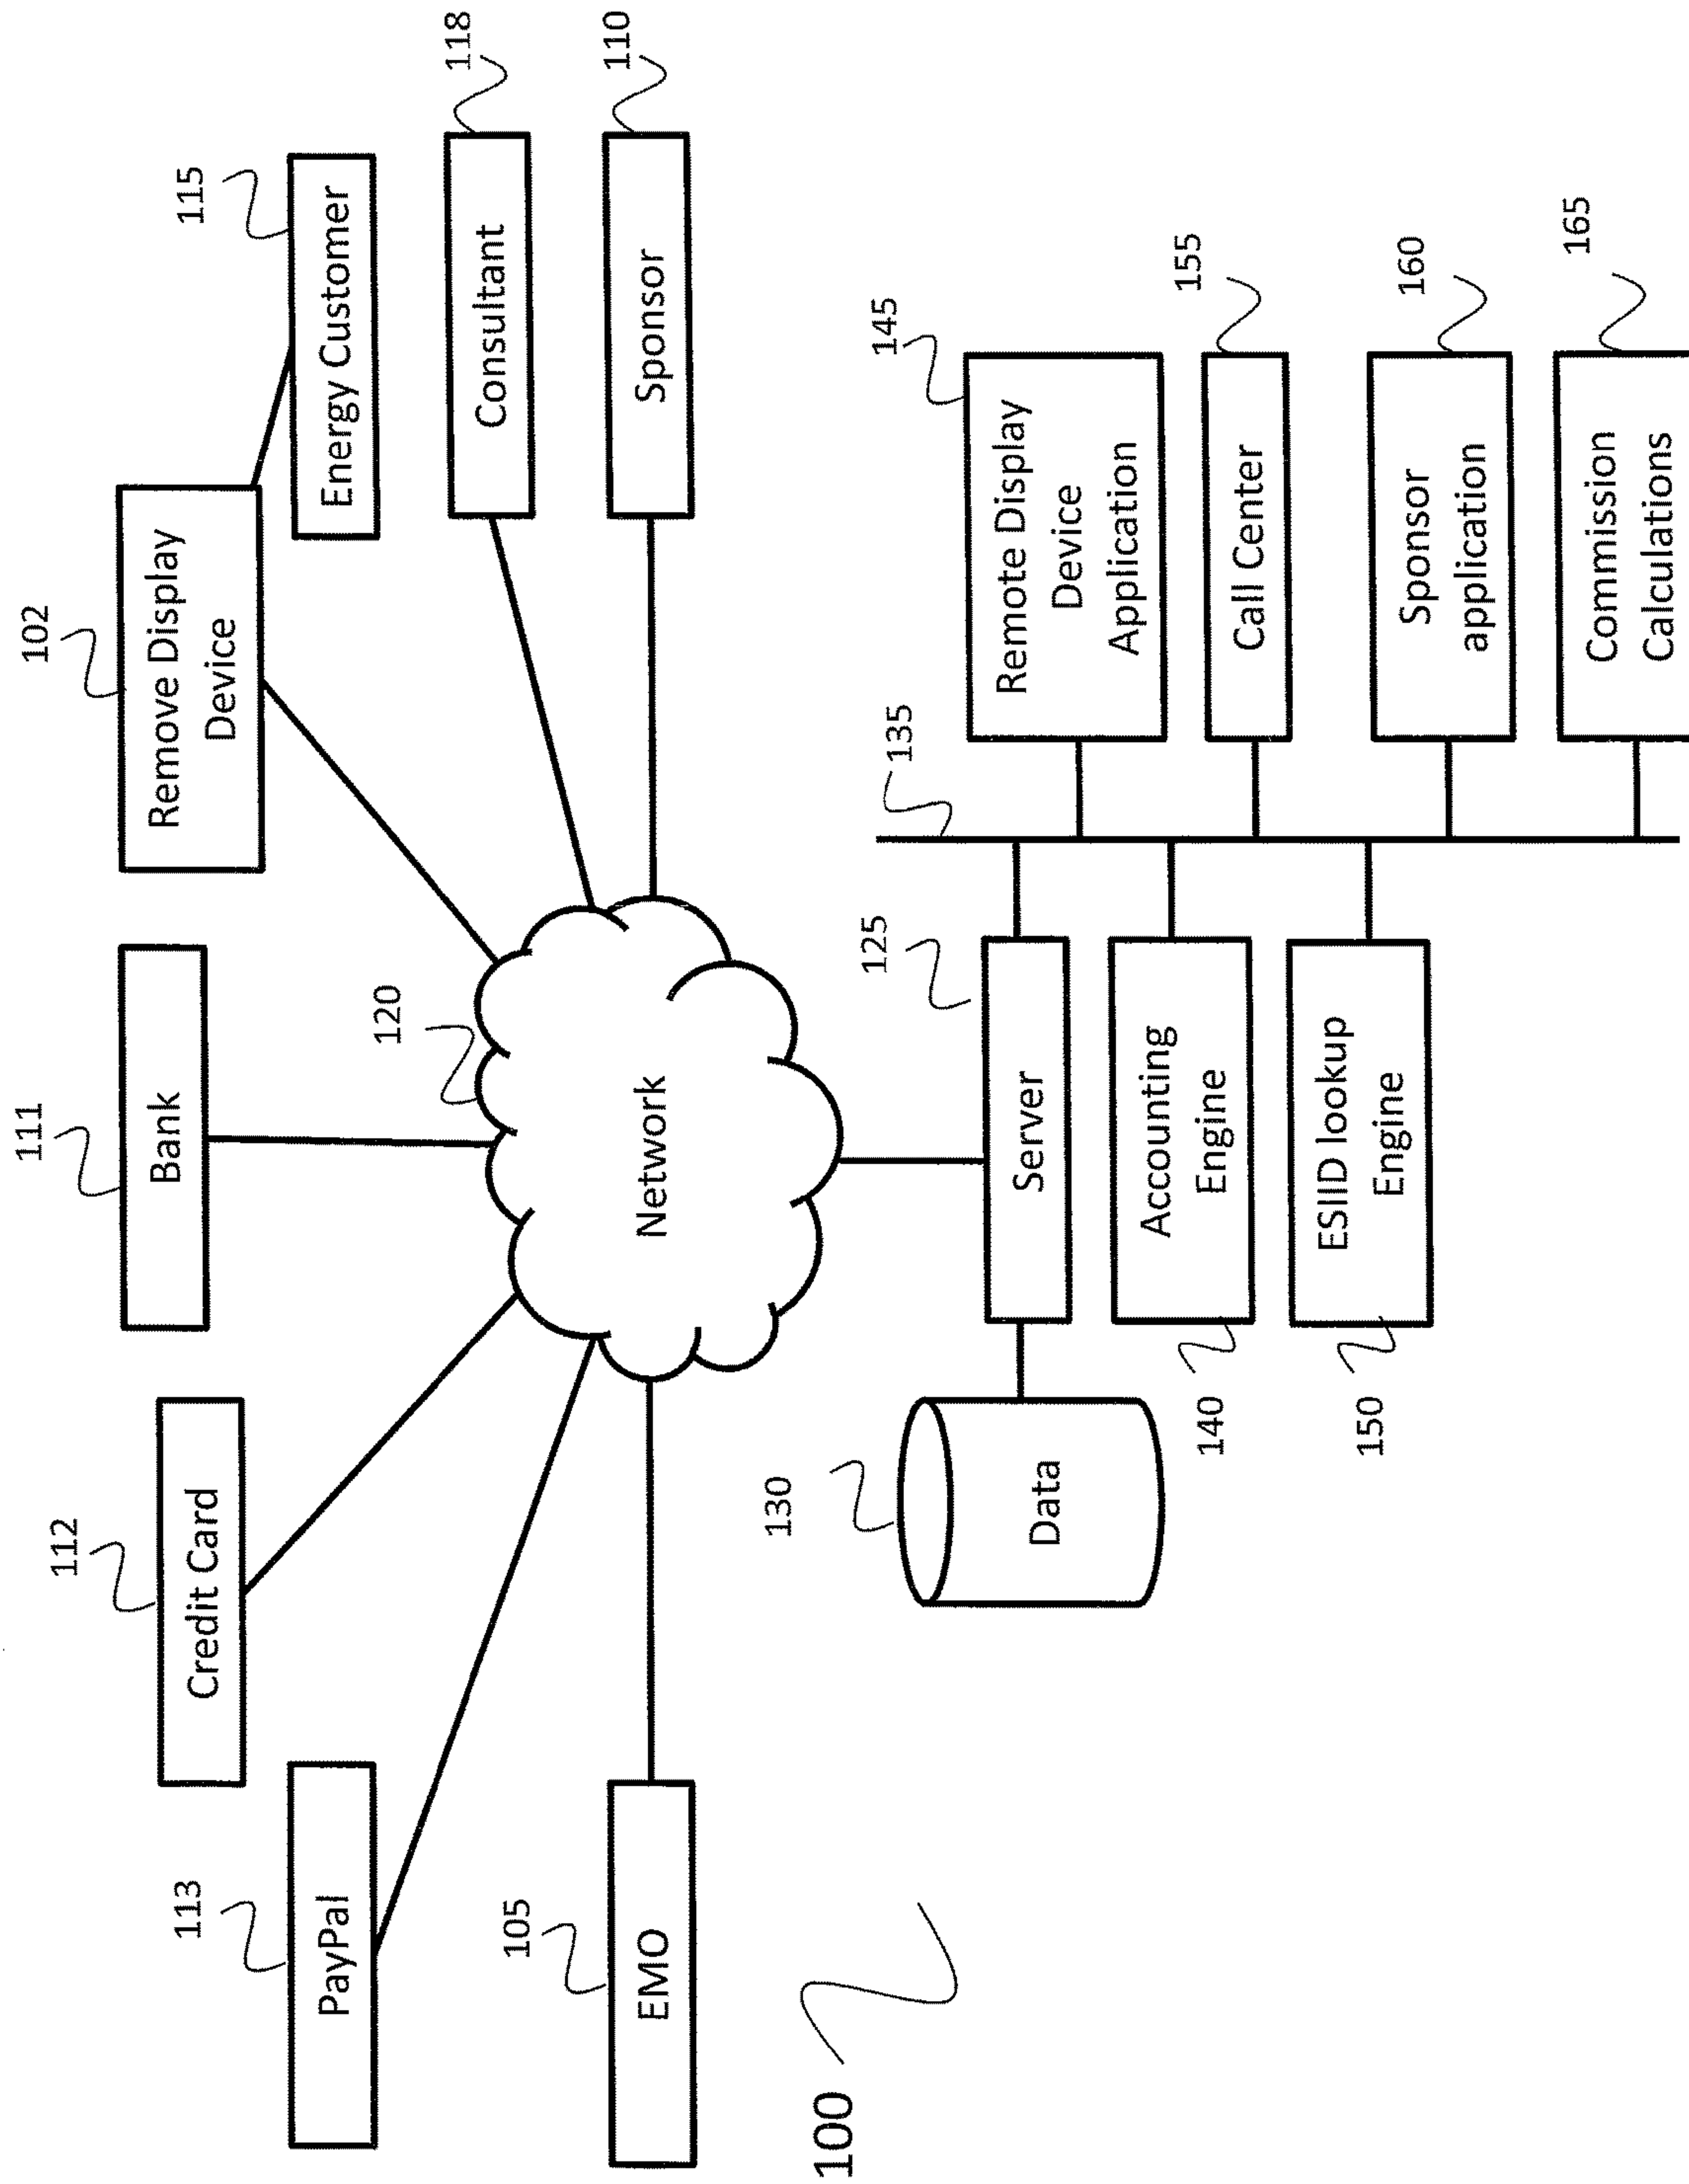 102
Remove Display
Device
115
Energy Customer
118
Consultant
110
Sponsor
111
Bank
112
Credit Card
113
PayPal
105
EMO
120
Network
100
130
Data
125
Server
135
140
Accounting
Engine
150
ESIID lookup
Engine
145
Remote Display
Device
Application
155
Call Center
160
Sponsor
application
165
Commission
Calculations